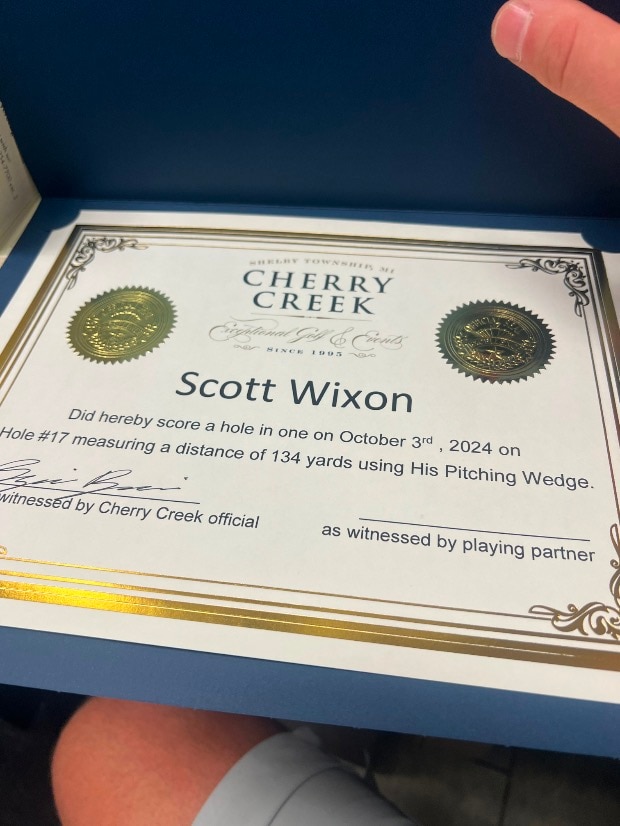 SHELBY TOWNSHIP, MI
CHERRY
CREEK
Exceptional Golf & Events
SINCE 1995
Scott Wixon
Did hereby score a hole in one on October 3rd , 2024 on
Hole #17 measuring a distance of 134 yards using His Pitching Wedge.
witnessed by Cherry Creek official
as witnessed by playing partner